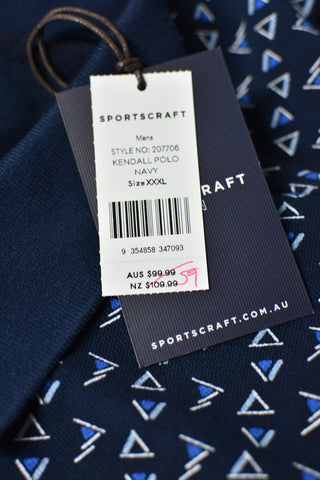 SPORTSCRAFT
Mens
STYLE NO: 207706
KENDALL POLO
NAVY
Size XXXL
9 354858 347093
AUS $99.99
NZ $109.99 59
CRAFT
SPORTSCRAFT.COM.AU